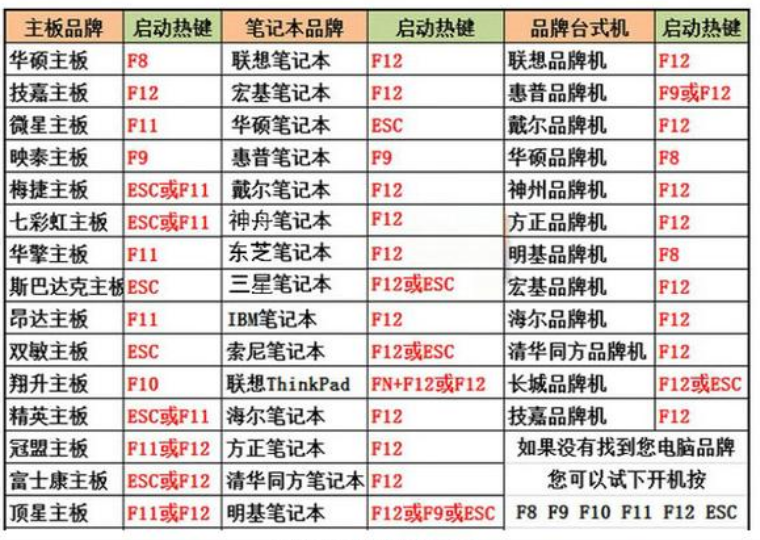 主板品牌 启动热键 笔记本品牌 启动热键 品牌台式机 启动热键
华硕主板 F8 联想笔记本 F12 联想品牌机 F12
技嘉主板 F12 宏基笔记本 F12 惠普品牌机 F9或F12
微星主板 F11 华硕笔记本 ESC 戴尔品牌机 F12
映泰主板 F9 惠普笔记本 F9 华硕品牌机 F8
梅捷主板 ESC或F11 戴尔笔记本 F12 神州品牌机 F12
七彩虹主板 ESC或F11 神舟笔记本 F12 方正品牌机 F12
华擎主板 F11 东芝笔记本 F12 明基品牌机 F8
斯巴达克主板 ESC 三星笔记本 F12或ESC 宏基品牌机 F12
昂达主板 F11 IBM笔记本 F12 海尔品牌机 F12
双敏主板 ESC 索尼笔记本 F12或ESC 清华同方品牌机 F12
翔升主板 F10 联想ThinkPad FN+F12或F12 长城品牌机 F12或ESC
精英主板 ESC或F11 海尔笔记本 F12 技嘉品牌机 F12
冠盟主板 F11或F12 方正笔记本 F12 如果没有找到您电脑品牌
富士康主板 ESC或F12 清华同方笔记本 F12 您可以试下开机按
顶星主板 F11或F12 明基笔记本 F12或F9或ESC F8 F9 F10 F11 F12 ESC